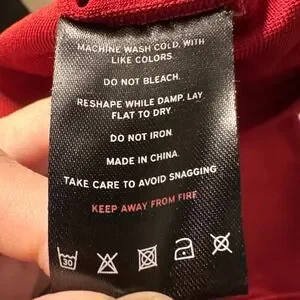 MACHINE WASH COLD, WITH
LIKE COLORS.
DO NOT BLEACH.
RESHAPE WHILE DAMP, LAY
FLAT TO DRY
DO NOT IRON.
MADE IN CHINA.
TAKE CARE TO AVOID SNAGGING
KEEP AWAY FROM FIRE
30